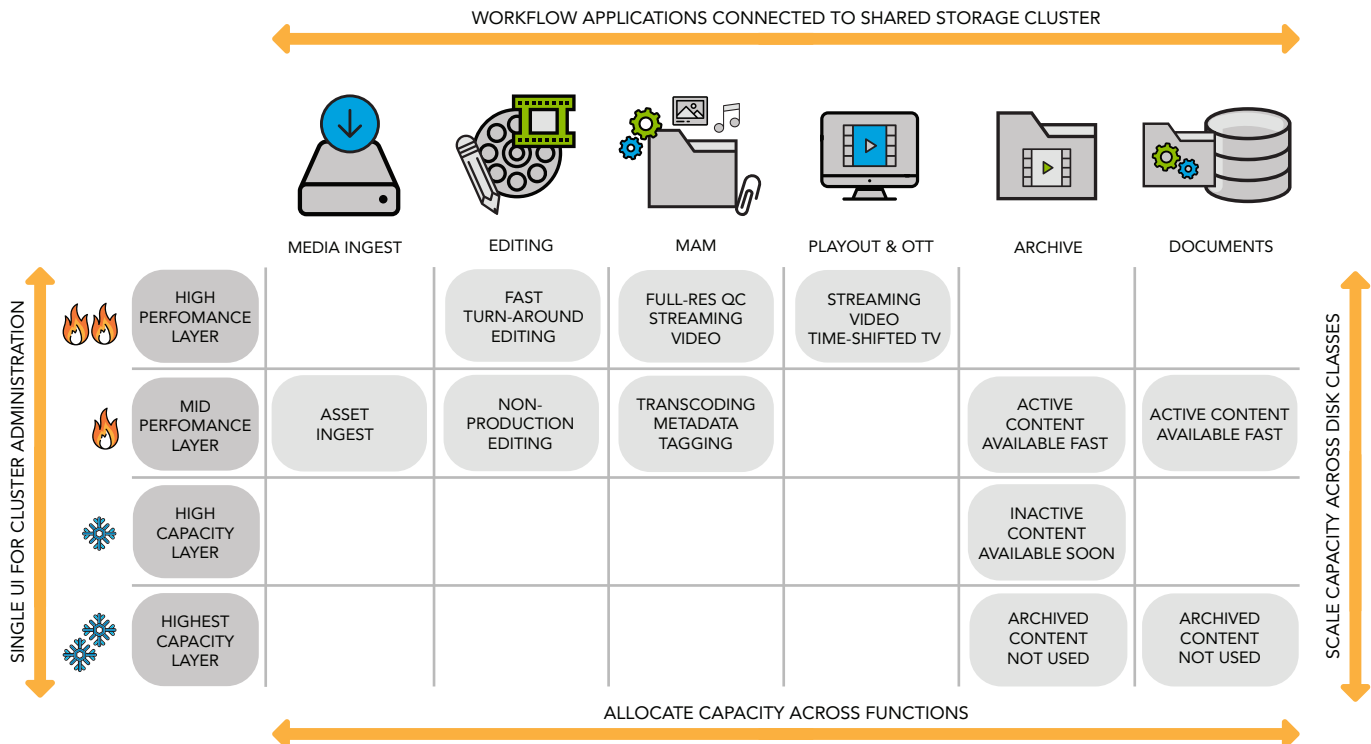 WORKFLOW APPLICATIONS CONNECTED TO SHARED STORAGE CLUSTER
MEDIA INGEST
EDITING
MAM
PLAYOUT & OTT
ARCHIVE
DOCUMENTS
SINGLE UI FOR CLUSTER ADMINISTRATION
HIGH
PERFOMANCE
LAYER
FAST
TURN-AROUND
EDITING
FULL-RES QC
STREAMING
VIDEO
STREAMING
VIDEO
TIME-SHIFTED TV
MID
PERFOMANCE
LAYER
ASSET
INGEST
NON-
PRODUCTION
EDITING
TRANSCODING
METADATA
TAGGING
ACTIVE
CONTENT
AVAILABLE FAST
ACTIVE CONTENT
AVAILABLE FAST
HIGH
CAPACITY
LAYER
INACTIVE
CONTENT
AVAILABLE SOON
HIGHEST
CAPACITY
LAYER
ARCHIVED
CONTENT
NOT USED
ARCHIVED
CONTENT
NOT USED
SCALE CAPACITY ACROSS DISK CLASSES
ALLOCATE CAPACITY ACROSS FUNCTIONS